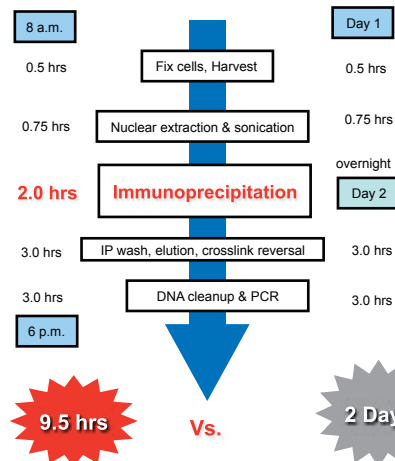 8 a.m.
Day 1
0.5 hrs
Fix cells, Harvest
0.5 hrs
0.75 hrs
Nuclear extraction & sonication
0.75 hrs
overnight
2.0 hrs
Immunoprecipitation
Day 2
3.0 hrs
IP wash, elution, crosslink reversal
3.0 hrs
3.0 hrs
DNA cleanup & PCR
3.0 hrs
6 p.m.
9.5 hrs
Vs.
2 Day